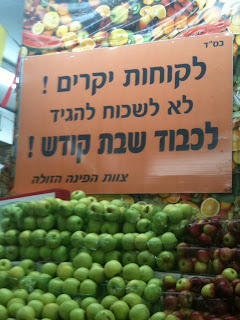 בס"ד
לקוחות יקרים !
לא לשכוח להגיד
לכבוד שבת קודש !
צוות הפינה הזולה